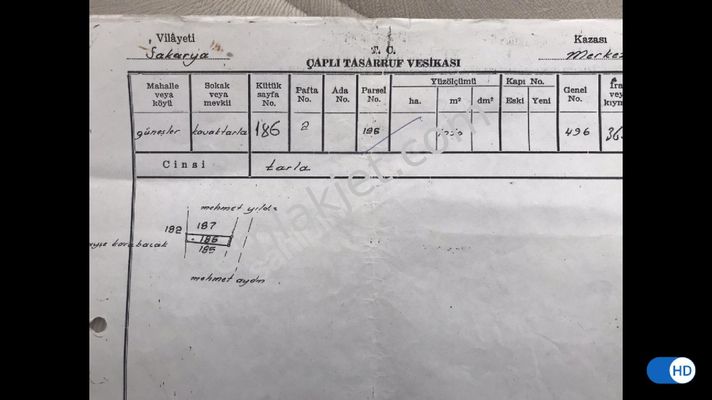 Vilâyeti
Sakarya
T. C.
Kazası
Merkez
ÇAPLI TASARRUF VESİKASI
Mahalle veya köyü
Sokak veya mevkii
Kütük sayfa No.
Pafta No.
Ada No.
Parsel No.
Yüzölçümü
ha.
m²
dm²
Kapı No.
Eski
Yeni
Genel No.
güneşler
kavaktarla
186
2
186
496
Cinsi
tarla
mehmet yıldız
182
187
186
185
mehmet aydın
HD